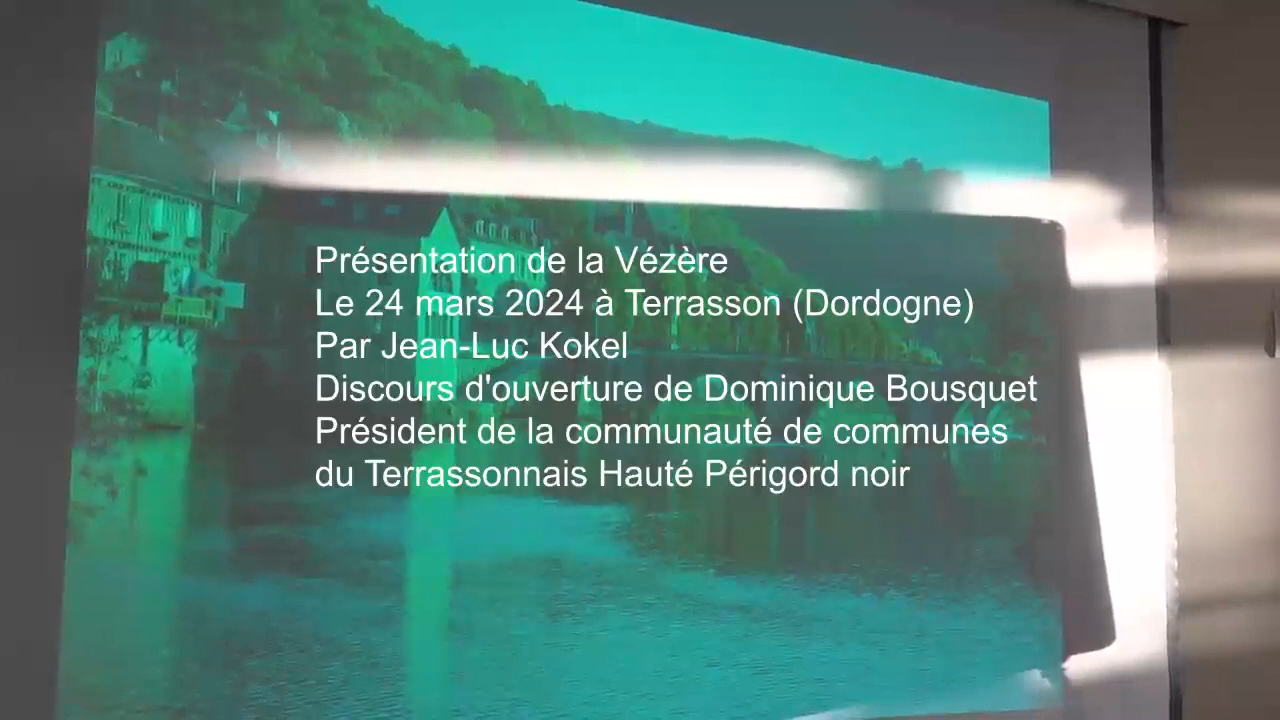 Présentation de la Vézère
Le 24 mars 2024 à Terrasson (Dordogne)
Par Jean-Luc Kokel
Discours d'ouverture de Dominique Bousquet
Président de la communauté de communes
du Terrassonnais Hauté Périgord noir